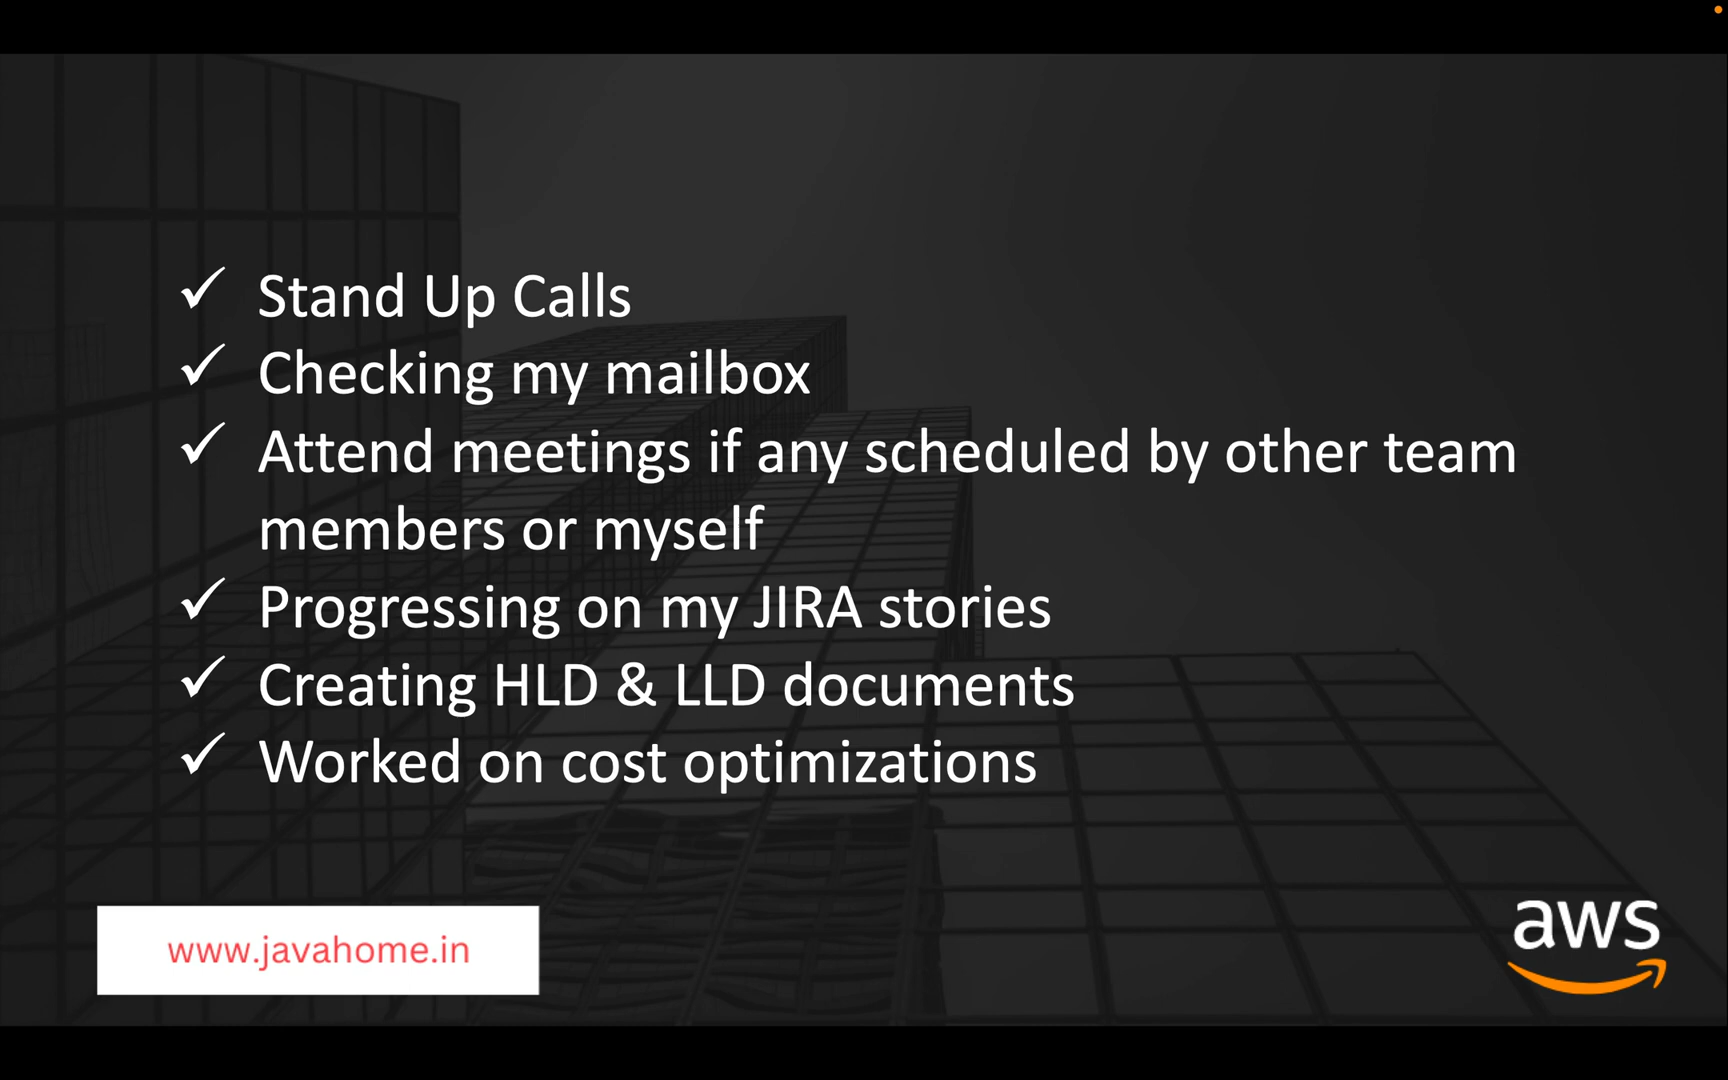 ✓ Stand Up Calls
✓ Checking my mailbox
✓ Attend meetings if any scheduled by other team
members or myself
✓ Progressing on my JIRA stories
✓ Creating HLD & LLD documents
✓ Worked on cost optimizations
www.javahome.in
aws